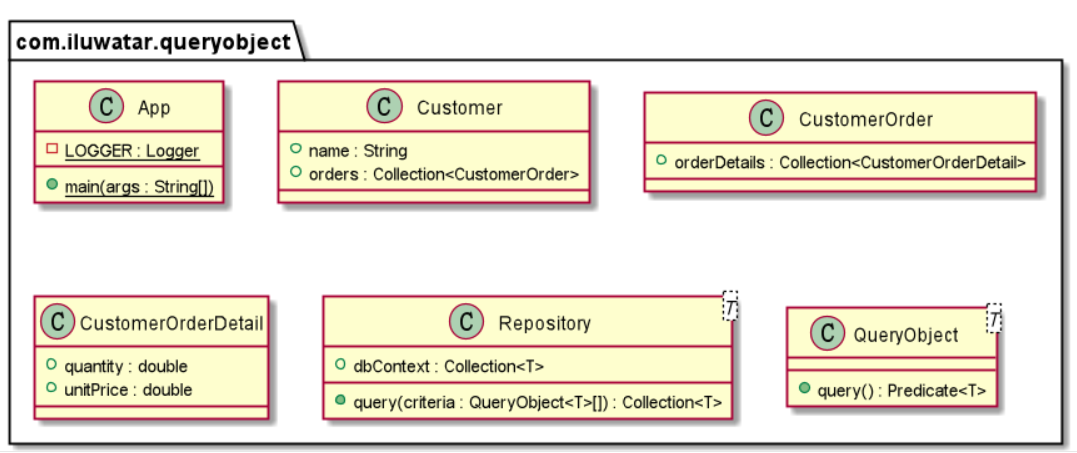 com.iluwatar.queryobject
C App
LOGGER : Logger
main(args : String[])
C Customer
name : String
orders : Collection<CustomerOrder>
C CustomerOrder
orderDetails : Collection<CustomerOrderDetail>
C CustomerOrderDetail
quantity : double
unitPrice : double
C Repository
T
dbContext : Collection<T>
query(criteria : QueryObject<T>[]) : Collection<T>
C QueryObject
T
query() : Predicate<T>